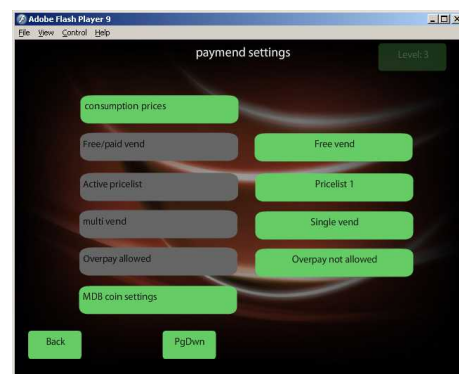 Adobe Flash Player 9
File View Control Help
paymend settings
Level: 3
consumption prices
Free/paid vend
Free vend
Active pricelist
Pricelist 1
multi vend
Single vend
Overpay allowed
Overpay not allowed
MDB coin settings
Back
PgDwn